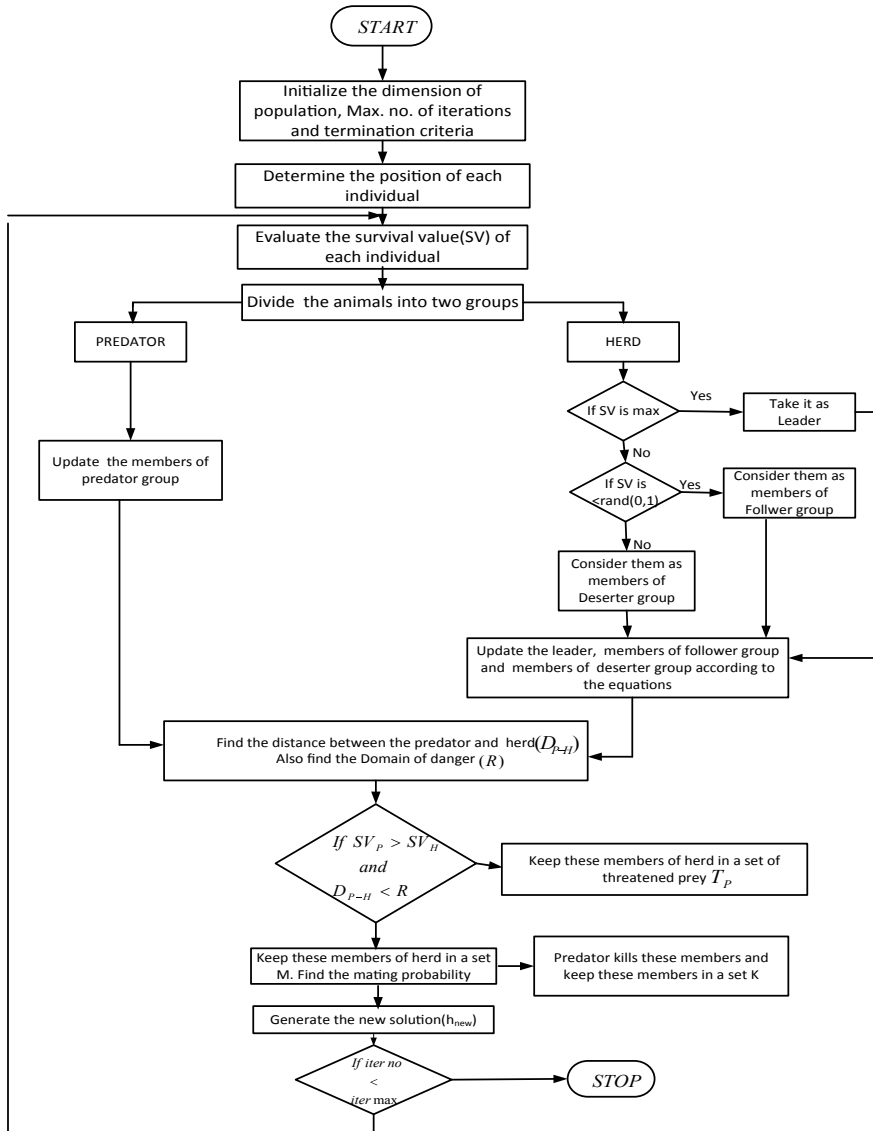 START
Initialize the dimension of
population, Max. no. of iterations
and termination criteria
Determine the position of each
individual
Evaluate the survival value(SV) of
each individual
Divide the animals into two groups
PREDATOR
HERD
Update the members of
predator group
If SV is max
Yes
Take it as
Leader
No
If SV is
<rand(0,1)
Yes
Consider them as
members of
Follwer group
No
Consider them as
members of
Deserter group
Update the leader, members of follower group
and members of deserter group according to
the equations
Find the distance between the predator and herd(D_{P-H})
Also find the Domain of danger (R)
If SV_P > SV_H
and
D_{P-H} < R
Keep these members of herd in a set of
threatened prey T_P
Keep these members of herd in a set
M. Find the mating probability
Predator kills these members and
keep these members in a set K
Generate the new solution(h_{new})
If iter no
<
iter max
STOP